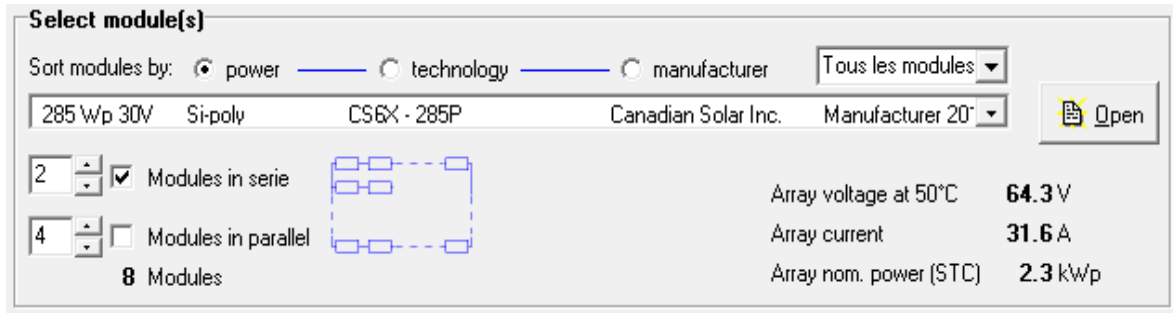 Select module(s)
Sort modules by: power technology manufacturer Tous les modules
285 Wp 30V Si-poly CS6X - 285P Canadian Solar Inc. Manufacturer 20
Open
2 Modules in serie
Array voltage at 50°C 64.3 V
4 Modules in parallel
Array current 31.6 A
8 Modules
Array nom. power (STC) 2.3 kWp